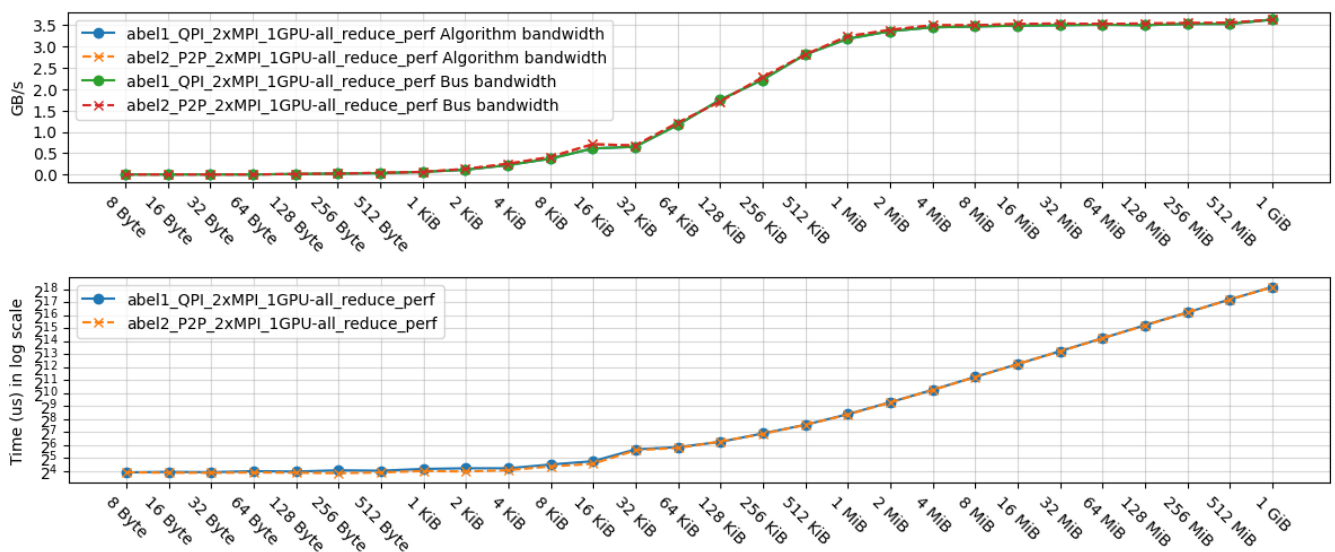 3.5
3.0
2.5
2.0
1.5
1.0
0.5
0.0
GB/s
abel1_QPI_2xMPI_1GPU-all_reduce_perf Algorithm bandwidth
abel2_P2P_2xMPI_1GPU-all_reduce_perf Algorithm bandwidth
abel1_QPI_2xMPI_1GPU-all_reduce_perf Bus bandwidth
abel2_P2P_2xMPI_1GPU-all_reduce_perf Bus bandwidth
8 Byte
16 Byte
32 Byte
64 Byte
128 Byte
256 Byte
512 Byte
1 KiB
2 KiB
4 KiB
8 KiB
16 KiB
32 KiB
64 KiB
128 KiB
256 KiB
512 KiB
1 MiB
2 MiB
4 MiB
8 MiB
16 MiB
32 MiB
64 MiB
128 MiB
256 MiB
512 MiB
1 GiB
2^18
2^17
2^16
2^15
2^14
2^13
2^12
2^11
2^10
2^9
2^8
2^7
2^6
2^5
2^4
Time (us) in log scale
abel1_QPI_2xMPI_1GPU-all_reduce_perf
abel2_P2P_2xMPI_1GPU-all_reduce_perf
8 Byte
16 Byte
32 Byte
64 Byte
128 Byte
256 Byte
512 Byte
1 KiB
2 KiB
4 KiB
8 KiB
16 KiB
32 KiB
64 KiB
128 KiB
256 KiB
512 KiB
1 MiB
2 MiB
4 MiB
8 MiB
16 MiB
32 MiB
64 MiB
128 MiB
256 MiB
512 MiB
1 GiB